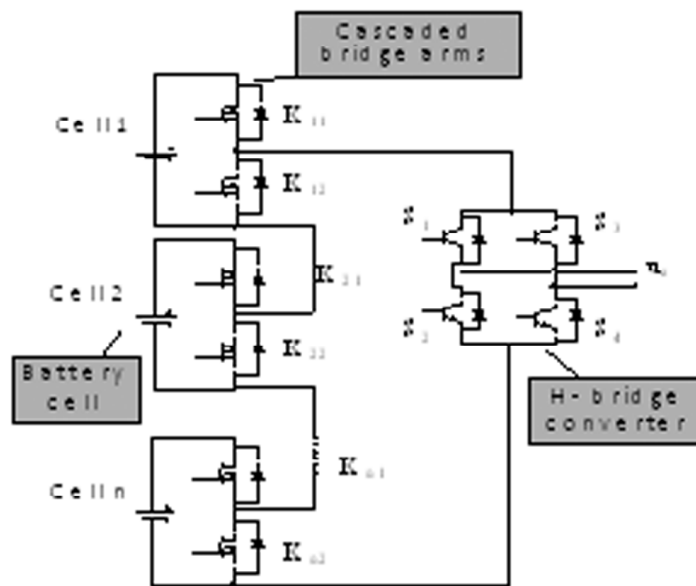 Cascaded
bridge arms
Cell1
K11
K12
S1
S3
Cell2
K21
S2
S4
K22
Battery
cell
H-bridge
converter
Celln
Kn1
Kn2